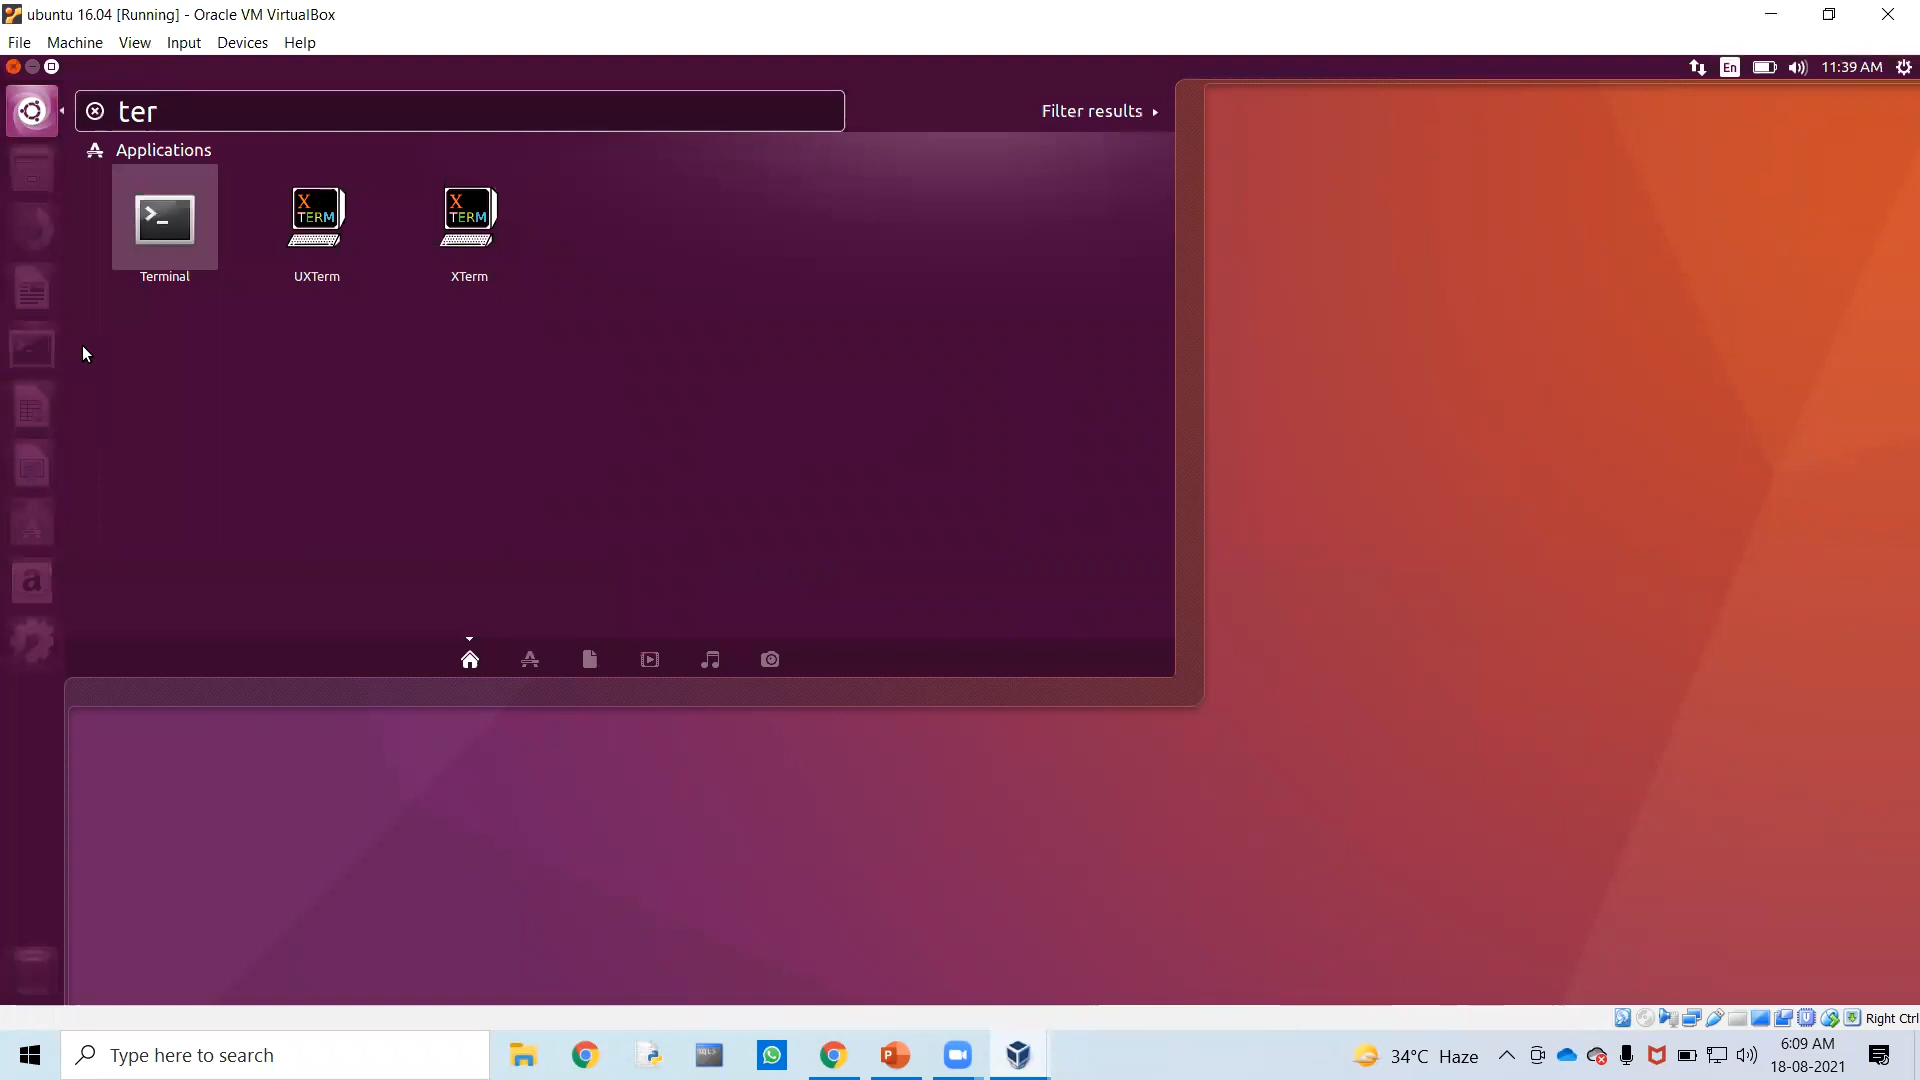 ubuntu 16.04 [Running] - Oracle VM VirtualBox
File Machine View Input Devices Help
En 11:39 AM
ter
Filter results
Applications
X TERM
X TERM
Terminal UXTerm XTerm
a
Right Ctrl
Type here to search
P
34°C Haze
6:09 AM
18-08-2021